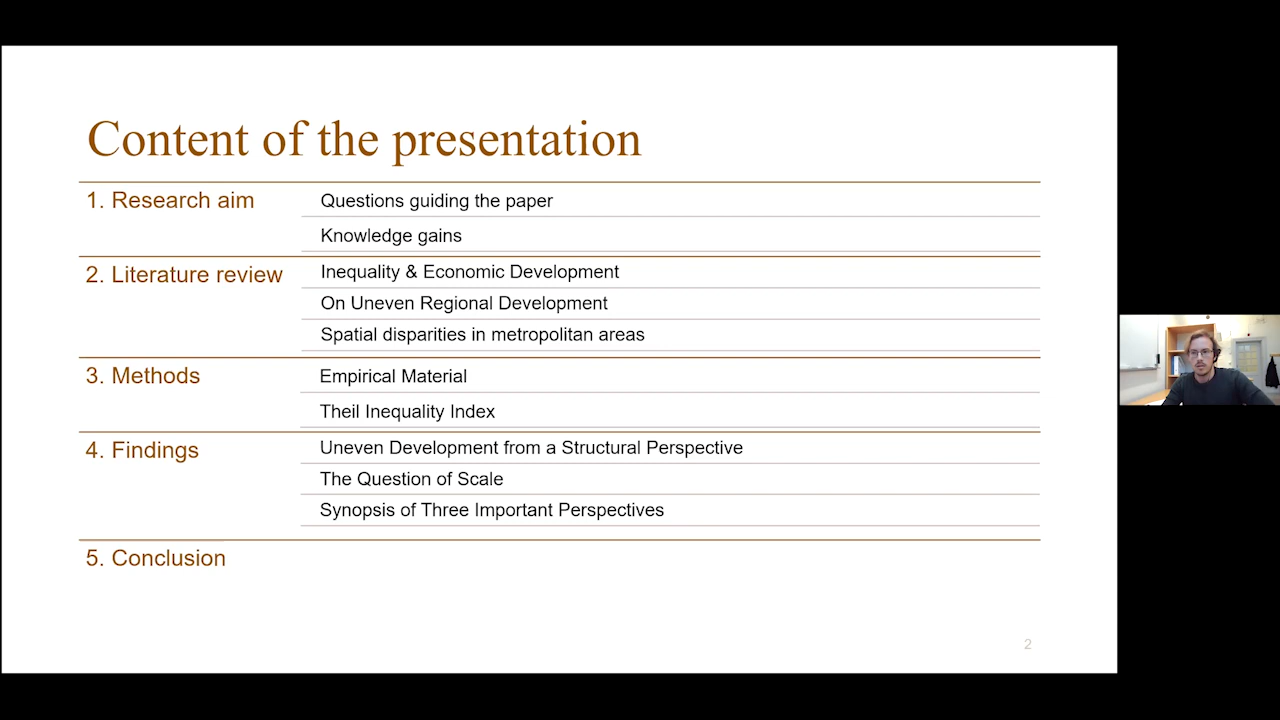 Content of the presentation
1. Research aim
Questions guiding the paper
Knowledge gains
2. Literature review
Inequality & Economic Development
On Uneven Regional Development
Spatial disparities in metropolitan areas
3. Methods
Empirical Material
Theil Inequality Index
4. Findings
Uneven Development from a Structural Perspective
The Question of Scale
Synopsis of Three Important Perspectives
5. Conclusion
2